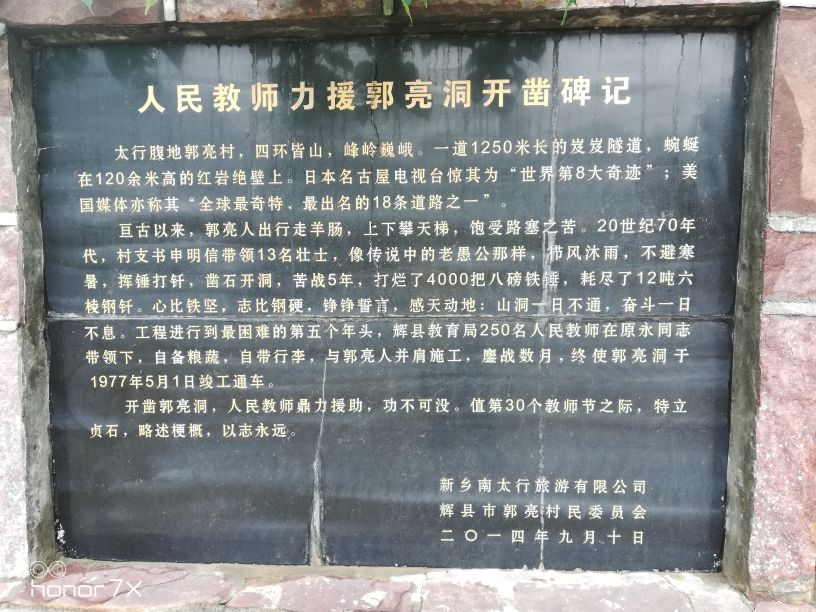 人民教师力援郭亮洞开凿碑记
太行腹地郭亮村，四环皆山，峰岭巍峨。一道1250米长的岌岌隧道，蜿蜒
在120余米高的红岩绝壁上。日本名古屋电视台惊其为“世界第8大奇迹”；美
国媒体亦称其“全球最奇特、最出名的18条道路之一”。
亘古以来，郭亮人出行走羊肠，上下攀天梯，饱受路塞之苦。20世纪70年
代，村支书申明信带领13名壮士，像传说中的老愚公那样，栉风沐雨，不避寒
暑，挥锤打钎，凿石开洞，苦战5年，打烂了4000把八磅铁锤，耗尽了12吨六
棱钢钎。心比铁坚，志比钢硬，铮铮誓言，感天动地：山洞一日不通，奋斗一日
不息。工程进行到最困难的第五个年头，辉县教育局250名人民教师在原永同志
带领下，自备粮蔬，自带行李，与郭亮人并肩施工，鏖战数月，终使郭亮洞于
1977年5月1日竣工通车。
开凿郭亮洞，人民教师鼎力援助，功不可没。值第30个教师节之际，特立
贞石，略述梗概，以志永远。
新乡南太行旅游有限公司
辉县市郭亮村民委员会
二〇一四年九月十日
honor 7X